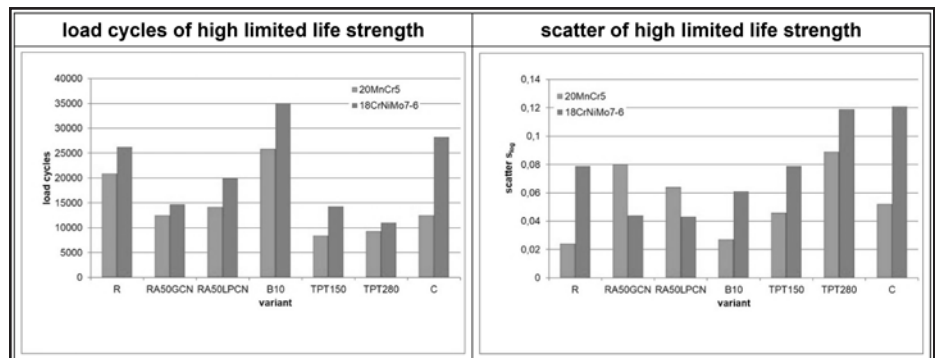 load cycles of high limited life strength
scatter of high limited life strength
40000
35000
30000
25000
20000
15000
10000
5000
0
load cycles
20MnCr5
18CrNiMo7-6
R RA50GCN RA50LPCN B10 TPT150 TPT280 C
variant
0,14
0,12
0,1
0,08
0,06
0,04
0,02
0
scatter slog
20MnCr5
18CrNiMo7-6
R RA50GCN RA50LPCN B10 TPT150 TPT280 C
variant